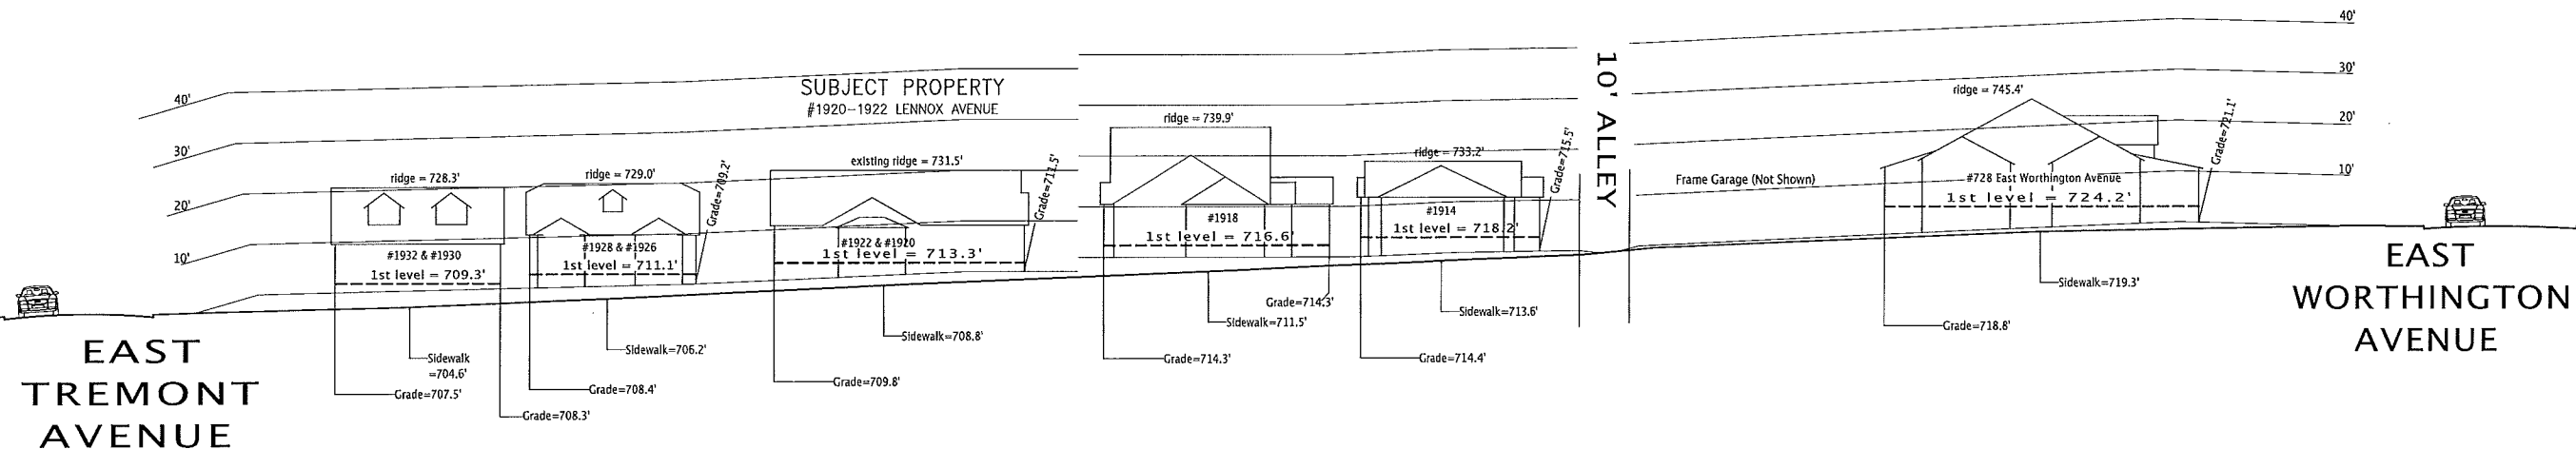 40'
30'
20'
10'
SUBJECT PROPERTY
#1920-1922 LENNOX AVENUE
ridge = 728.3'
#1932 & #1930
1st level = 709.3'
Sidewalk
=704.6'
Grade=707.5'
Grade=708.3'
ridge = 729.0'
#1928 & #1926
1st level = 711.1'
Grade=709.2'
Sidewalk=706.2'
Grade=708.4'
existing ridge = 731.5'
#1922 & #1920
1st level = 713.3'
Grade=711.5'
Sidewalk=708.8'
Grade=709.8'
ridge = 739.9'
#1918
1st level = 716.6'
Grade=714.3'
Sidewalk=711.5'
Grade=714.3'
ridge = 733.2'
#1914
1st level = 718.2'
Grade=715.5'
Sidewalk=713.6'
Grade=714.4'
10' ALLEY
Frame Garage (Not Shown)
ridge = 745.4'
#728 East Worthington Avenue
1st level = 724.2'
Grade=721.1'
Sidewalk=719.3'
Grade=718.8'
40'
30'
20'
10'
EAST
TREMONT
AVENUE
EAST
WORTHINGTON
AVENUE